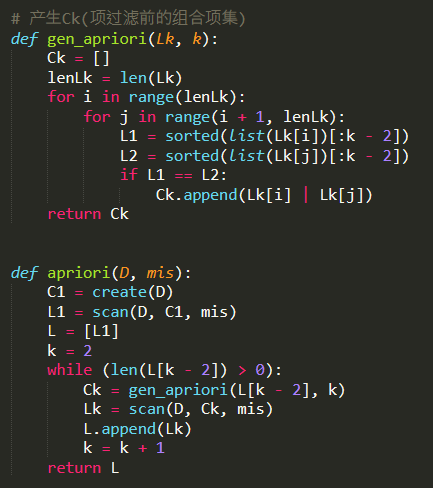 # 产生Ck(项过滤前的组合项集)
def gen_apriori(Lk, k):
    Ck = []
    lenLk = len(Lk)
    for i in range(lenLk):
        for j in range(i + 1, lenLk):
            L1 = sorted(list(Lk[i])[:k - 2])
            L2 = sorted(list(Lk[j])[:k - 2])
            if L1 == L2:
                Ck.append(Lk[i] | Lk[j])
    return Ck
def apriori(D, mis):
    C1 = create(D)
    L1 = scan(D, C1, mis)
    L = [L1]
    k = 2
    while (len(L[k - 2]) > 0):
        Ck = gen_apriori(L[k - 2], k)
        Lk = scan(D, Ck, mis)
        L.append(Lk)
        k = k + 1
    return L